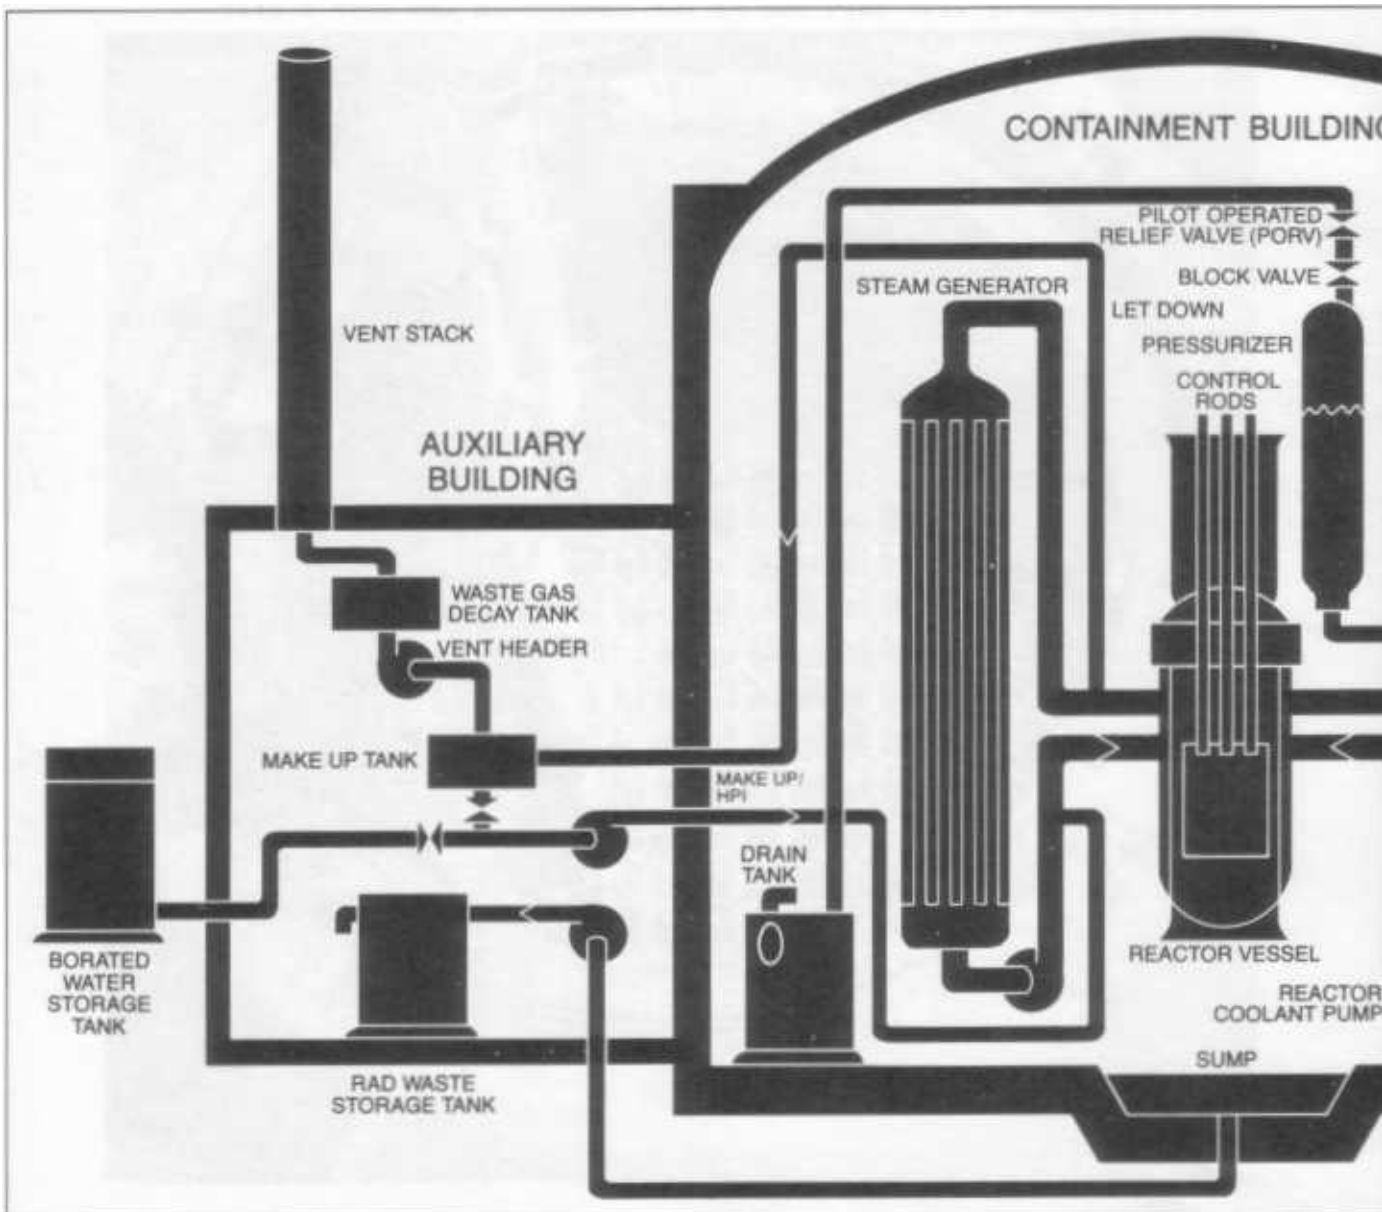 CONTAINMENT BUILDING
PILOT OPERATED
RELIEF VALVE (PORV)
BLOCK VALVE
STEAM GENERATOR
LET DOWN
PRESSURIZER
CONTROL
RODS
VENT STACK
AUXILIARY
BUILDING
WASTE GAS
DECAY TANK
VENT HEADER
MAKE UP TANK
MAKE UP/
HPI
DRAIN
TANK
BORATED
WATER
STORAGE
TANK
REACTOR VESSEL
REACTOR
COOLANT PUMP
SUMP
RAD WASTE
STORAGE TANK